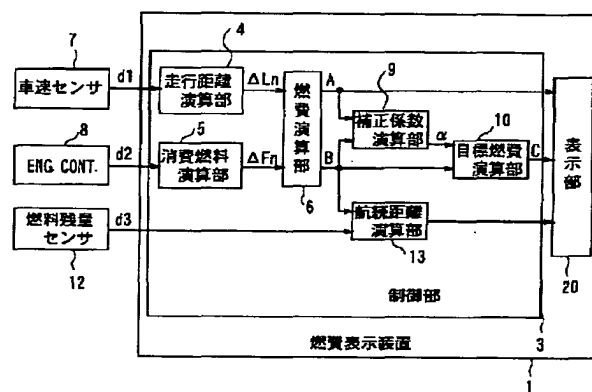 7
車速センサ
d1
4
走行距離
演算部
ΔLn
8
ENG. CONT.
d2
5
消費燃料
演算部
ΔFn
燃費演算部
6
A
B
9
補正係数
演算部
α
10
目標燃費
演算部
C
表示部
20
燃料残量
センサ
12
d3
航続距離
演算部
13
制御部
3
燃費表示装置
1